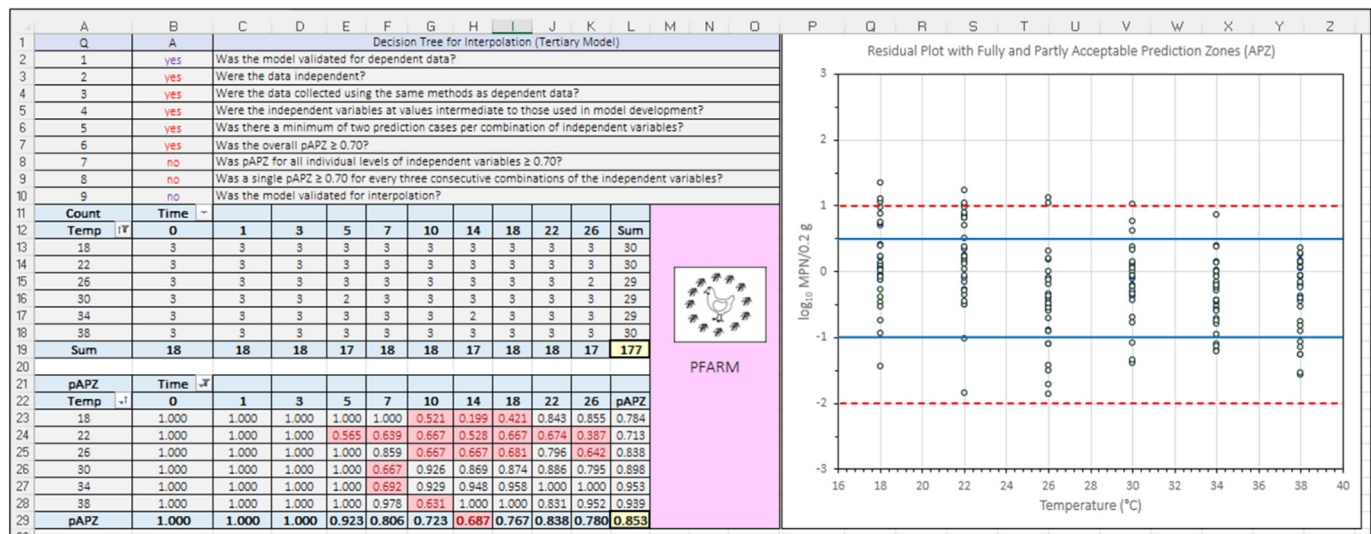 A B C D E F G H I J K L M N O P Q R S T U V W X Y Z
1 Q A Decision Tree for Interpolation (Tertiary Model)
2 1 yes Was the model validated for dependent data?
3 2 yes Were the data independent?
4 3 yes Were the data collected using the same methods as dependent data?
5 4 yes Were the independent variables at values intermediate to those used in model development?
6 5 yes Was there a minimum of two prediction cases per combination of independent variables?
7 6 yes Was the overall pAPZ ≥ 0.70?
8 7 no Was pAPZ for all individual levels of independent variables ≥ 0.70?
9 8 no Was a single pAPZ ≥ 0.70 for every three consecutive combinations of the independent variables?
10 9 no Was the model validated for interpolation?
11 Count Time
12 Temp 0 1 3 5 7 10 14 18 22 26 Sum
13 18 3 3 3 3 3 3 3 3 3 3 30
14 22 3 3 3 3 3 3 3 3 3 3 30
15 26 3 3 3 3 3 3 3 3 3 2 29
16 30 3 3 3 2 3 3 3 3 3 3 29
17 34 3 3 3 3 3 3 2 3 3 3 29
18 38 3 3 3 3 3 3 3 3 3 3 30
19 Sum 18 18 18 17 18 18 17 18 18 17 177
20
21 pAPZ Time
22 Temp 0 1 3 5 7 10 14 18 22 26 pAPZ
23 18 1.000 1.000 1.000 1.000 1.000 0.521 0.199 0.421 0.843 0.855 0.784
24 22 1.000 1.000 1.000 0.565 0.639 0.667 0.528 0.667 0.674 0.387 0.713
25 26 1.000 1.000 1.000 1.000 0.859 0.667 0.667 0.681 0.796 0.642 0.838
26 30 1.000 1.000 1.000 1.000 0.667 0.926 0.869 0.874 0.886 0.795 0.898
27 34 1.000 1.000 1.000 1.000 0.692 0.929 0.948 0.958 1.000 1.000 0.953
28 38 1.000 1.000 1.000 1.000 0.978 0.631 1.000 1.000 0.831 0.952 0.939
29 pAPZ 1.000 1.000 1.000 0.923 0.806 0.723 0.687 0.767 0.838 0.780 0.853
PFARM
Residual Plot with Fully and Partly Acceptable Prediction Zones (APZ)
3
2
1
0
-1
-2
-3
log₁₀ MPN/0.2 g
16 18 20 22 24 26 28 30 32 34 36 38 40
Temperature (°C)